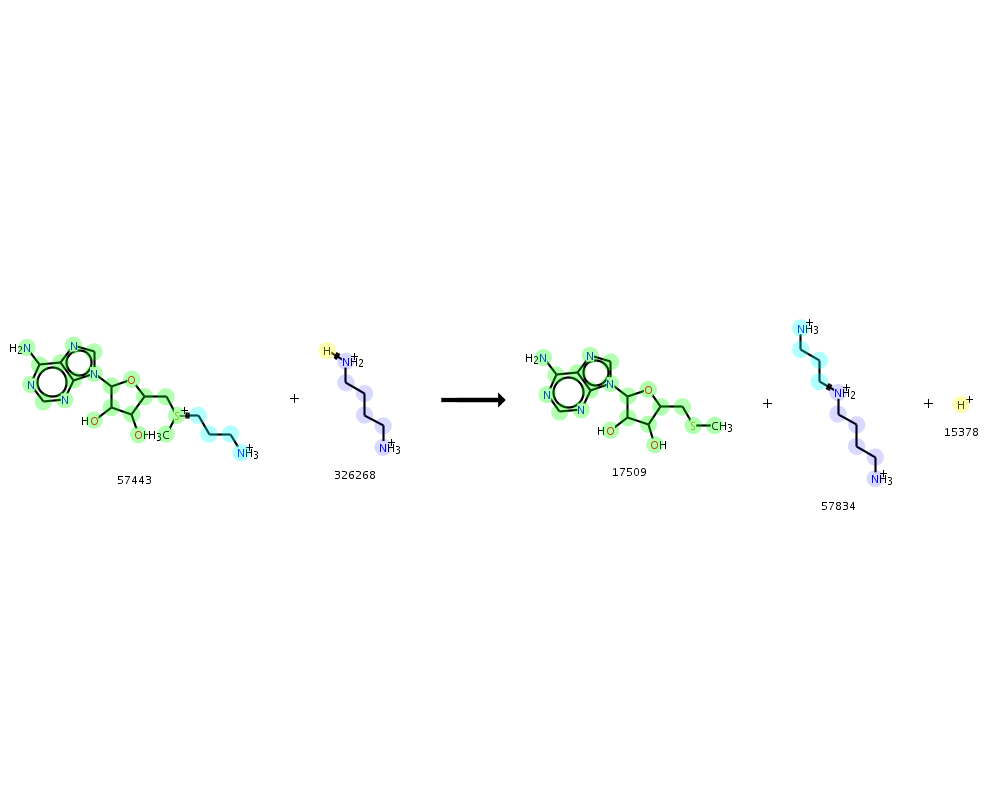 H2N N N N N O HO OH H3C S+ NH3+
57443
+
H NH2+ NH3+
326268
H2N N N N N O HO OH S CH3
17509
+
NH3+ NH2+ NH3+
57834
+
H+
15378